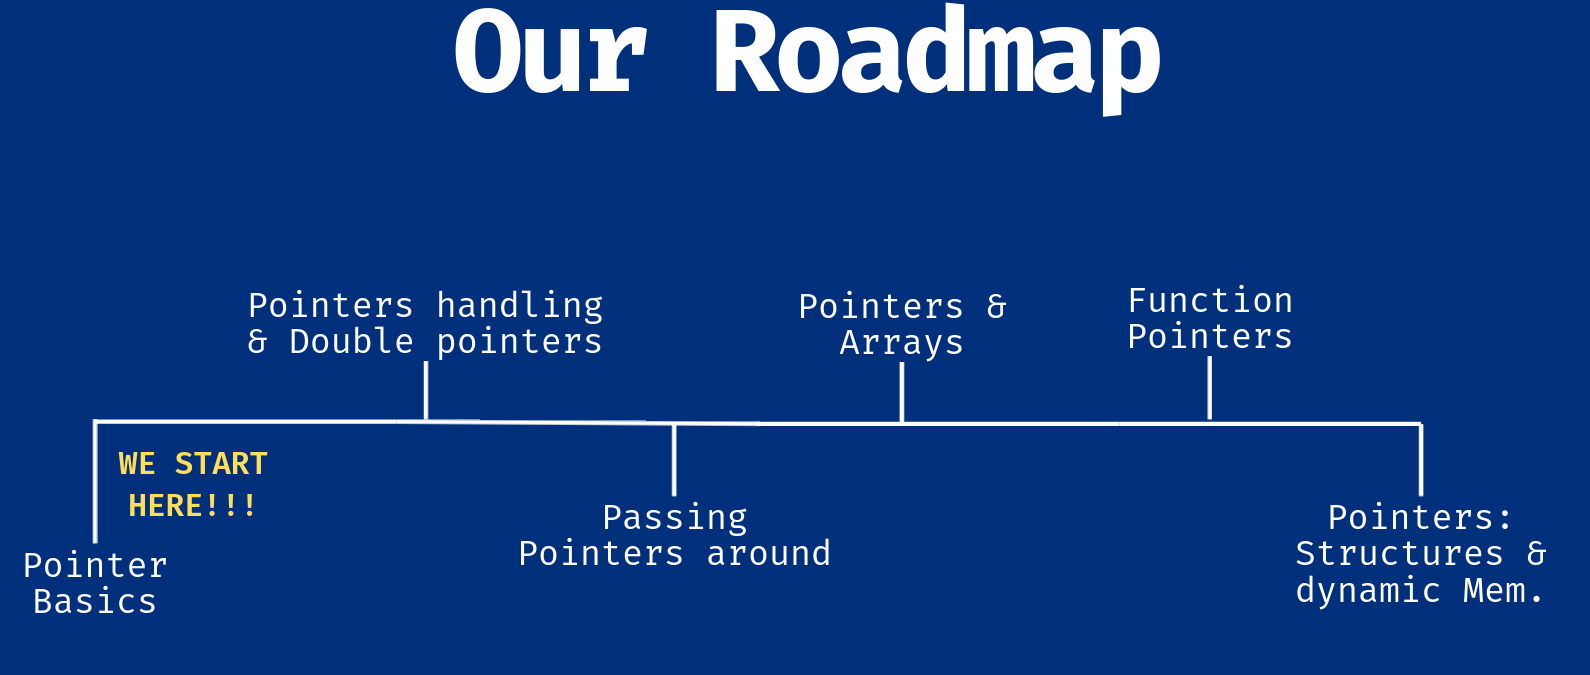 Our Roadmap
Pointers handling
& Double pointers
Pointers &
Arrays
Function
Pointers
WE START
HERE!!!
Pointer
Basics
Passing
Pointers around
Pointers:
Structures &
dynamic Mem.